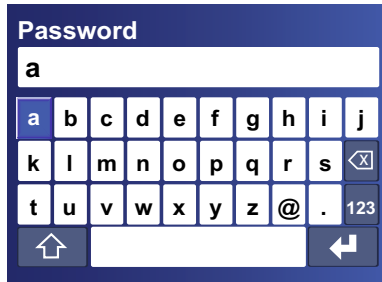 Password
a
a b c d e f g h i j
k l m n o p q r s X
t u v w x y z @ . 123